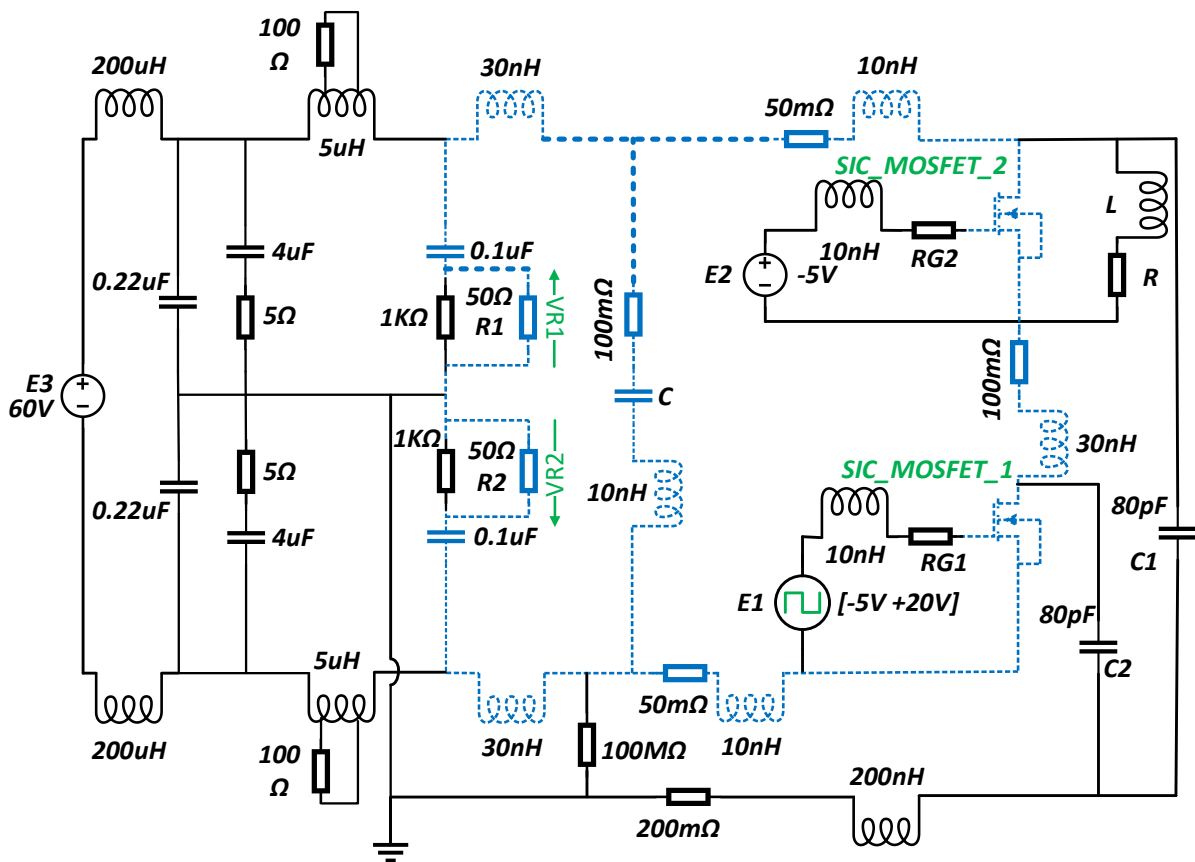 100
Ω
200uH
5uH
30nH
10nH
50mΩ
SIC_MOSFET_2
10nH
RG2
E2
-5V
L
R
4uF
0.22uF
5Ω
0.1uF
1KΩ
50Ω
R1
VR1
100mΩ
C
10nH
E3
60V
100mΩ
30nH
1KΩ
50Ω
R2
VR2
5Ω
0.22uF
4uF
0.1uF
SIC_MOSFET_1
10nH
RG1
E1
[-5V +20V]
80pF
C1
80pF
C2
5uH
200uH
100
Ω
30nH
50mΩ
10nH
100MΩ
200mΩ
200nH